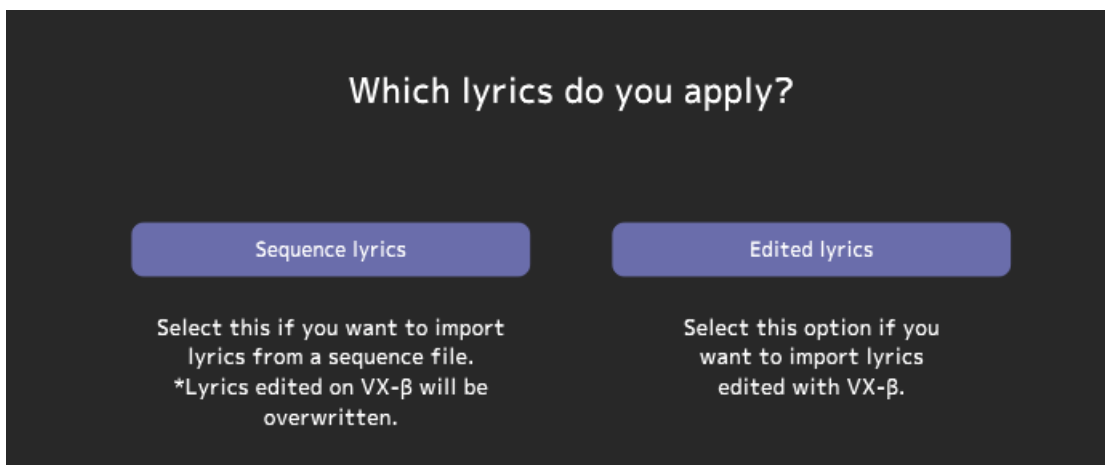 Which lyrics do you apply?
Sequence lyrics
Select this if you want to import
lyrics from a sequence file.
*Lyrics edited on VX-β will be
overwritten.
Edited lyrics
Select this option if you
want to import lyrics
edited with VX-β.